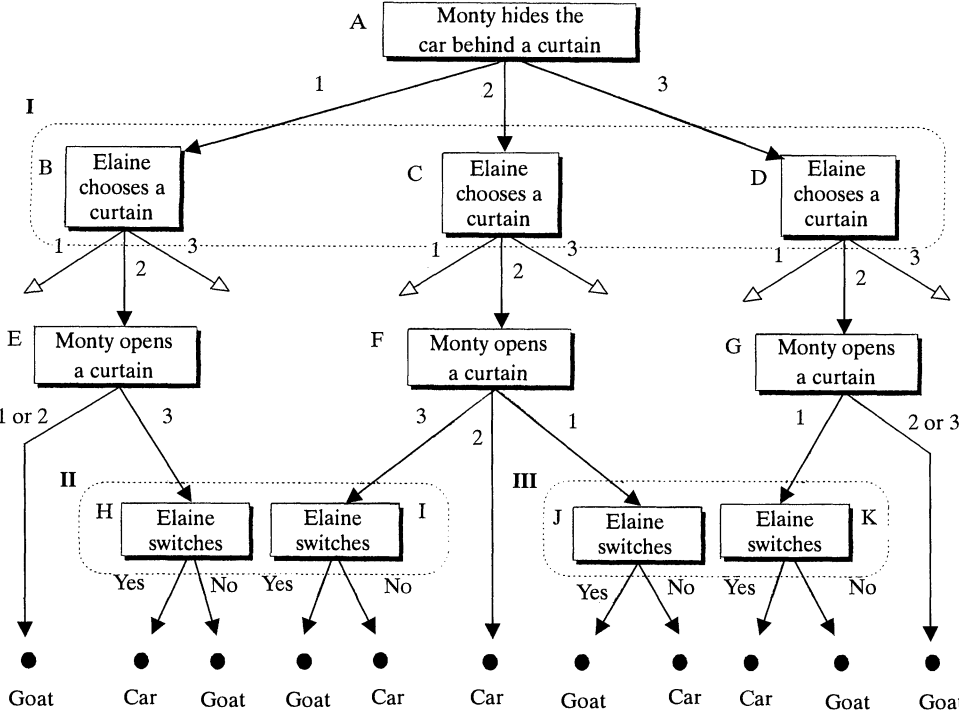 A
Monty hides the
car behind a curtain
1
2
3
I
B
Elaine
chooses a
curtain
C
Elaine
chooses a
curtain
D
Elaine
chooses a
curtain
1
2
3
1
2
3
1
2
3
E
Monty opens
a curtain
F
Monty opens
a curtain
G
Monty opens
a curtain
1 or 2
3
3
2
1
1
2 or 3
II
III
H
Elaine
switches
Elaine
switches
I
J
Elaine
switches
Elaine
switches
K
Yes
No
Yes
No
Yes
No
Yes
No
Goat
Car
Goat
Goat
Car
Car
Goat
Car
Car
Goat
Goat